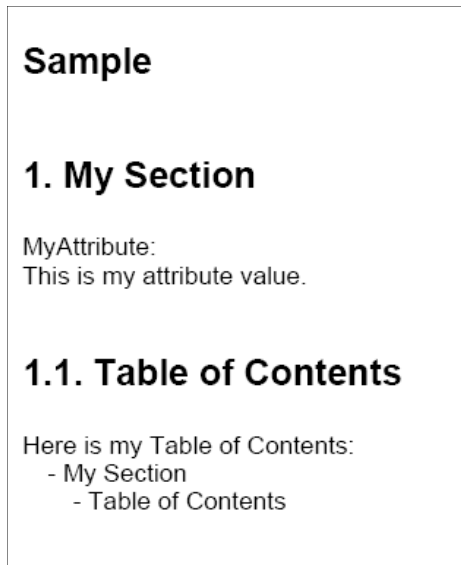 Sample
1. My Section
MyAttribute:
This is my attribute value.
1.1. Table of Contents
Here is my Table of Contents:
- My Section
- Table of Contents